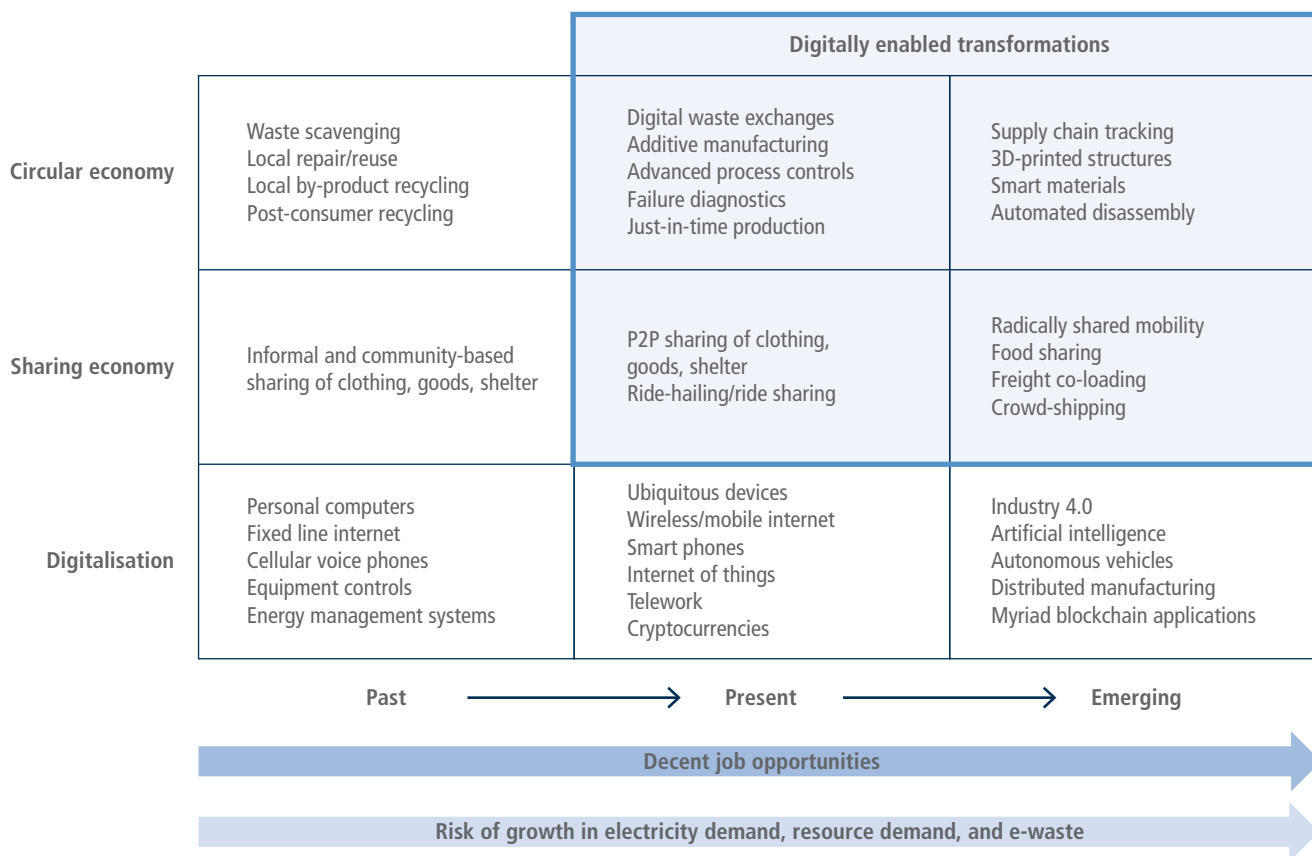 Digitally enabled transformations
Circular economy
Waste scavenging
Local repair/reuse
Local by-product recycling
Post-consumer recycling
Digital waste exchanges
Additive manufacturing
Advanced process controls
Failure diagnostics
Just-in-time production
Supply chain tracking
3D-printed structures
Smart materials
Automated disassembly
Sharing economy
Informal and community-based
sharing of clothing, goods, shelter
P2P sharing of clothing,
goods, shelter
Ride-hailing/ride sharing
Radically shared mobility
Food sharing
Freight co-loading
Crowd-shipping
Digitalisation
Personal computers
Fixed line internet
Cellular voice phones
Equipment controls
Energy management systems
Ubiquitous devices
Wireless/mobile internet
Smart phones
Internet of things
Telework
Cryptocurrencies
Industry 4.0
Artificial intelligence
Autonomous vehicles
Distributed manufacturing
Myriad blockchain applications
Past
Present
Emerging
Decent job opportunities
Risk of growth in electricity demand, resource demand, and e-waste